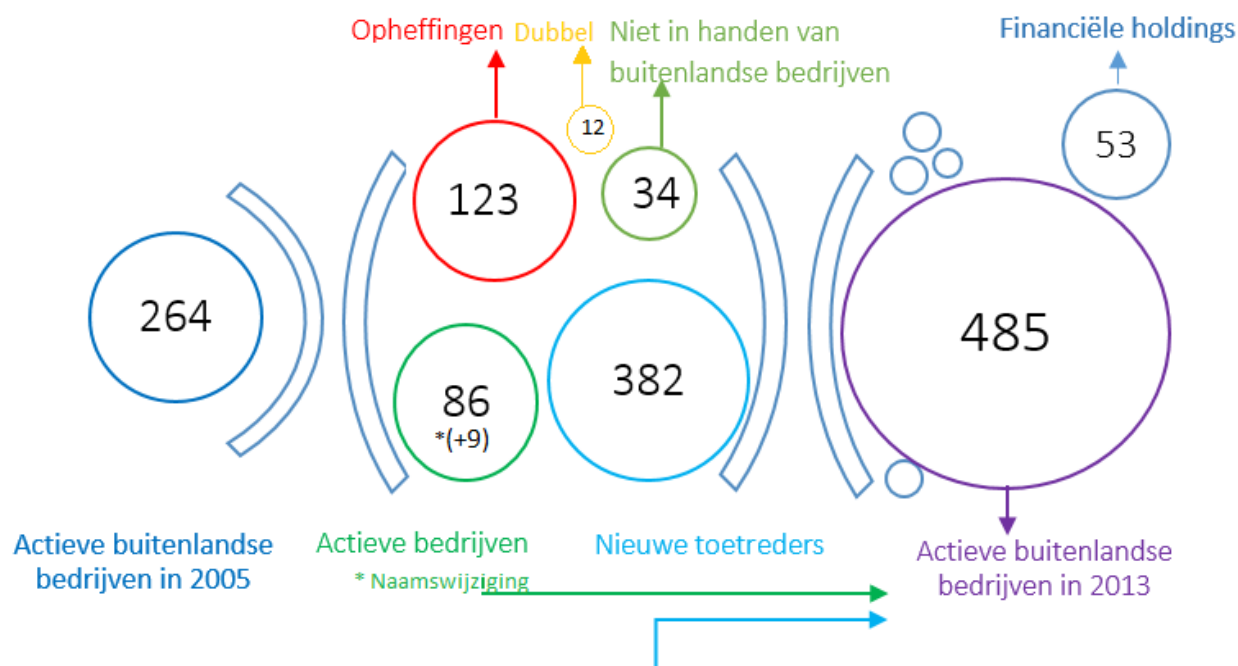 Opheffingen
Dubbel
Niet in handen van
buitenlandse bedrijven
Financiële holdings
12
53
123
34
264
485
86
*(+9)
382
Actieve buitenlandse
bedrijven in 2005
Actieve bedrijven
* Naamswijziging
Nieuwe toetreders
Actieve buitenlandse
bedrijven in 2013